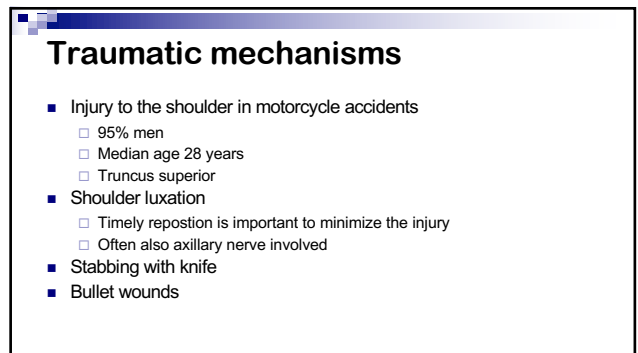 Traumatic mechanisms
Injury to the shoulder in motorcycle accidents
95% men
Median age 28 years
Truncus superior
Shoulder luxation
Timely repostion is important to minimize the injury
Often also axillary nerve involved
Stabbing with knife
Bullet wounds